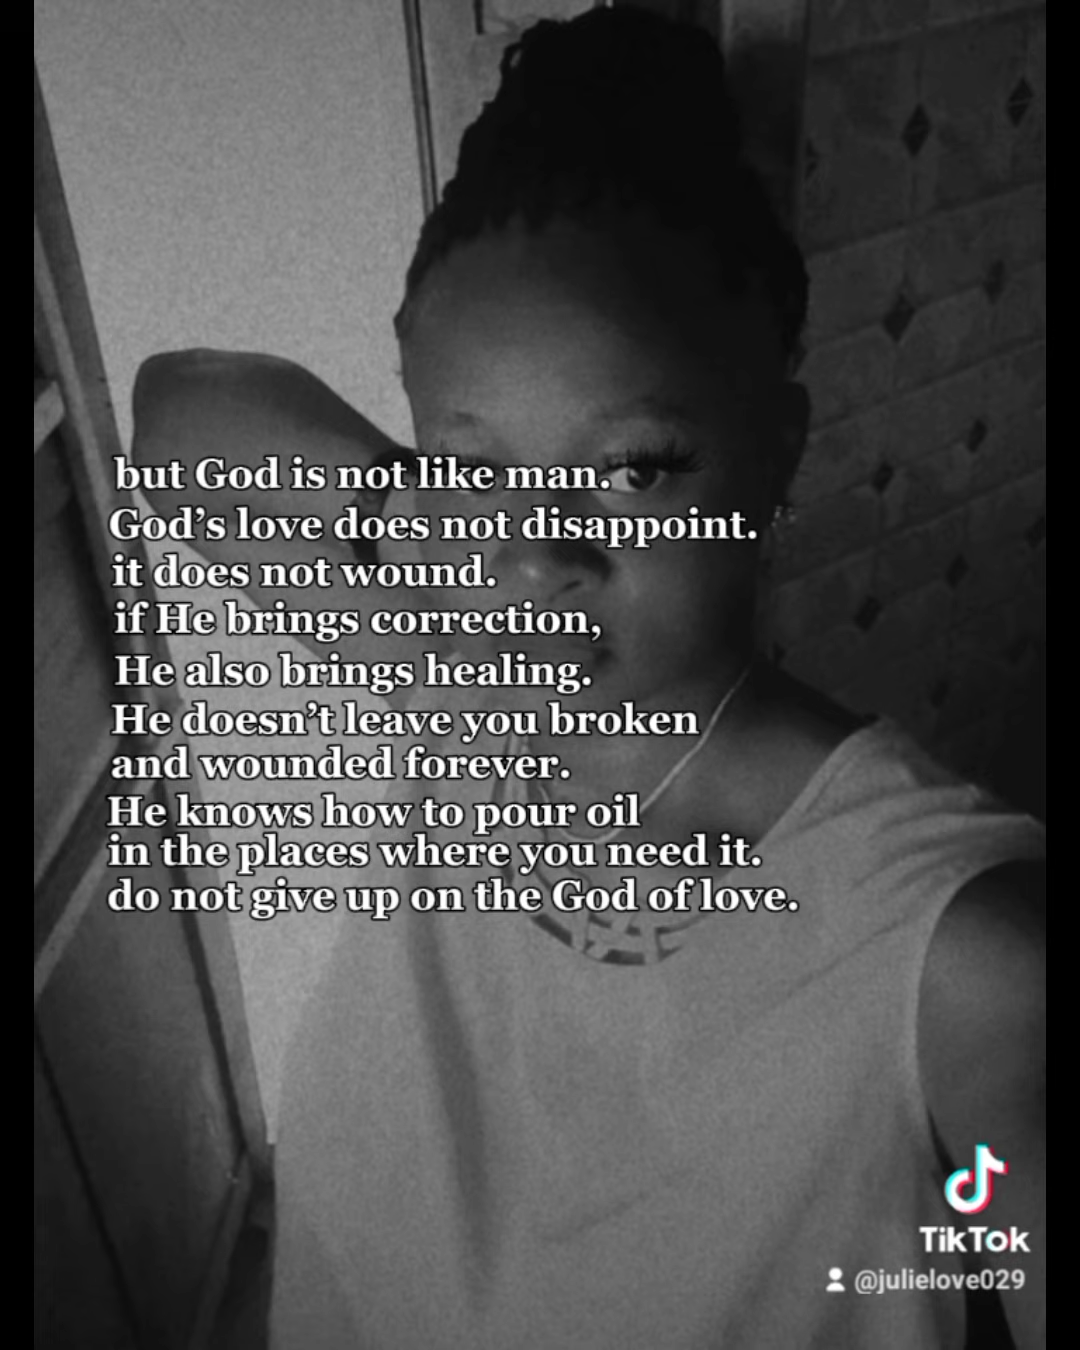 but God is not like man.
God’s love does not disappoint.
it does not wound.
if He brings correction,
He also brings healing.
He doesn’t leave you broken
and wounded forever.
He knows how to pour oil
in the places where you need it.
do not give up on the God of love.
TikTok
@julielove029